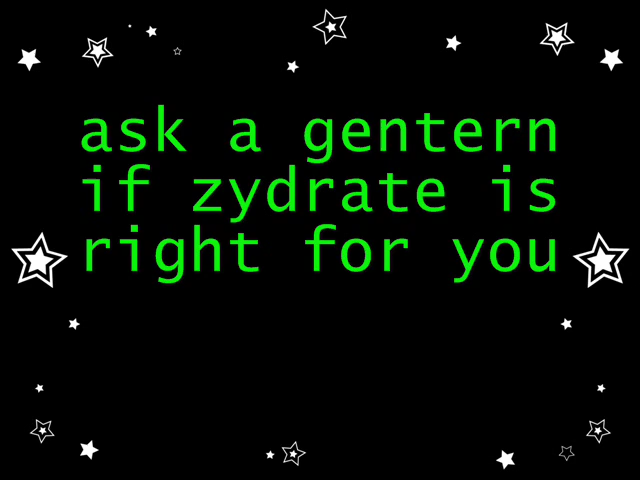 ask a gentern
if zydrate is
right for you